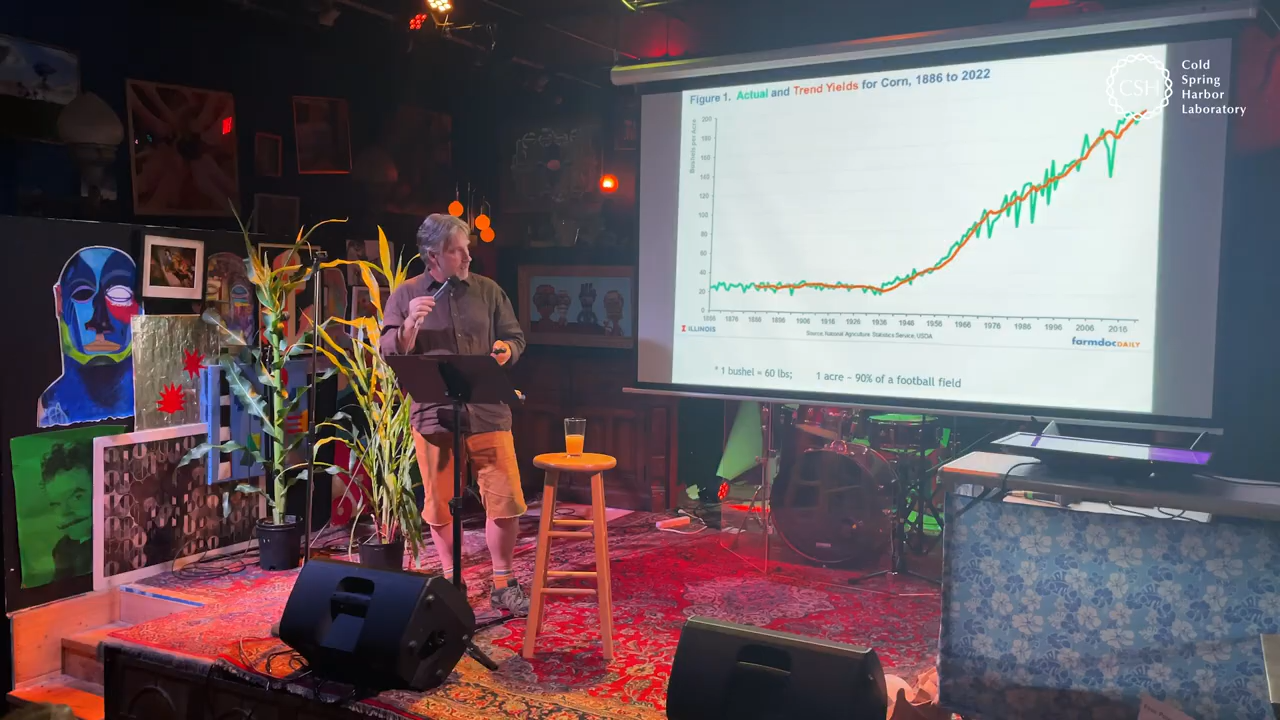 Figure 1. Actual and Trend Yields for Corn, 1886 to 2022
CSH
Cold
Spring
Harbor
Laboratory
Bushels per Acre
200
180
160
140
120
100
80
60
40
20
0
1866 1876 1886 1896 1906 1916 1926 1936 1946 1956 1966 1976 1986 1996 2006 2016
Source: National Agriculture Statistics Service, USDA
I ILLINOIS
farmdocDAILY
* 1 bushel = 60 lbs; 1 acre ~ 90% of a football field